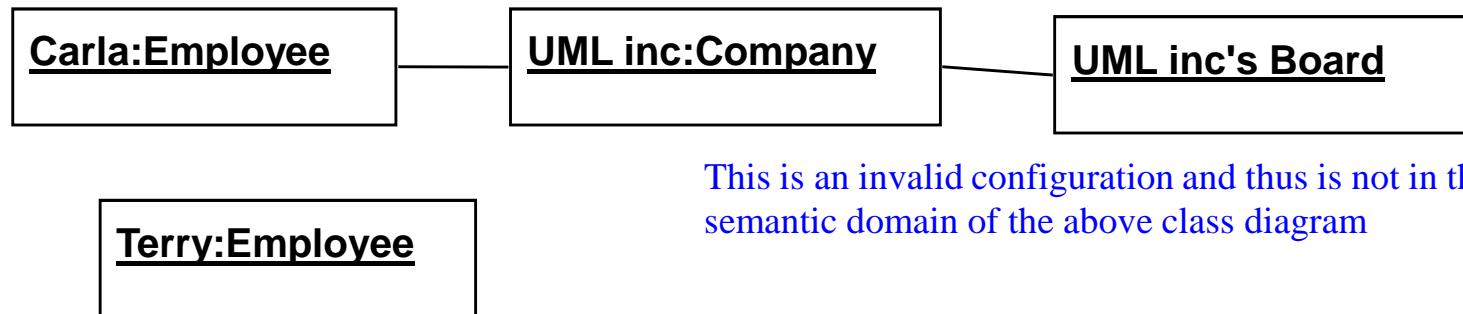 Carla:Employee
UML inc:Company
UML inc's Board
This is an invalid configuration and thus is not in
semantic domain of the above class diagram
Terry:Employee